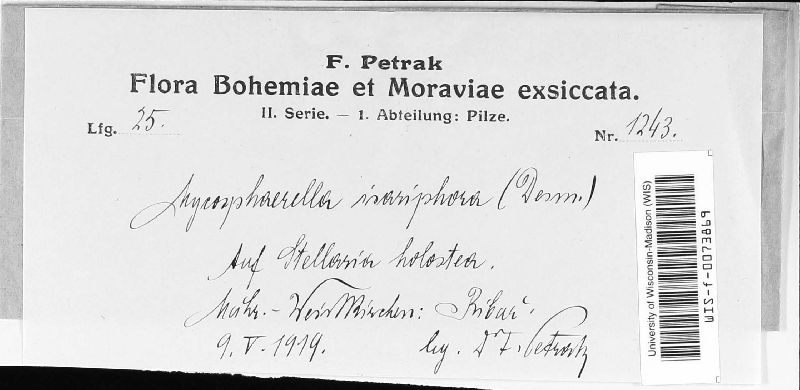 F. Petrak
Flora Bohemiae et Moraviae exsiccata.
II. Serie. — 1. Abteilung: Pilze.
Lfg. 25.
Nr. 1243.
Mycosphaerella isariphora (Desm.)
Auf Stellaria holostea.
Mähr.-Weisskirchen: Ribař.
9. V. 1919. leg. Dr F. Petrak
University of Wisconsin-Madison (WIS)
WIS-f-0073869